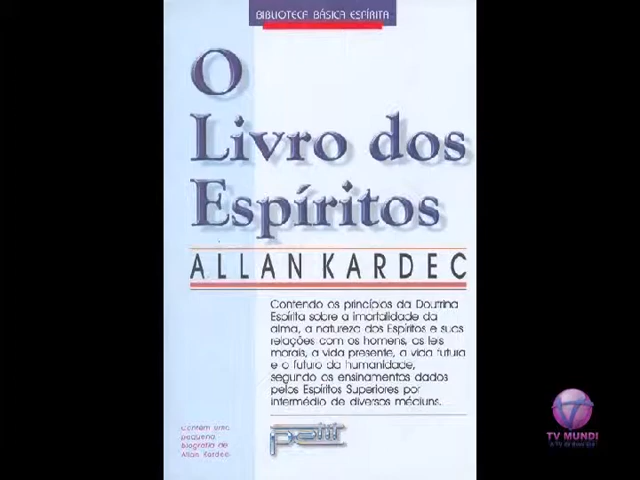 BIBLIOTECA BÁSICA ESPÍRITA
O
Livro dos
Espíritos
ALLAN KARDEC
Contendo os princípios da Doutrina
Espírita sobre a imortalidade da
alma, a natureza dos Espíritos e suas
relações com os homens, as leis
morais, a vida presente, a vida futura
e o futuro da humanidade,
segundo os ensinamentos dados
pelos Espíritos Superiores por
intermédio de diversos médiuns...
Contém uma
pequena
biografia de
Allan Kardec
petit
TV MUNDI